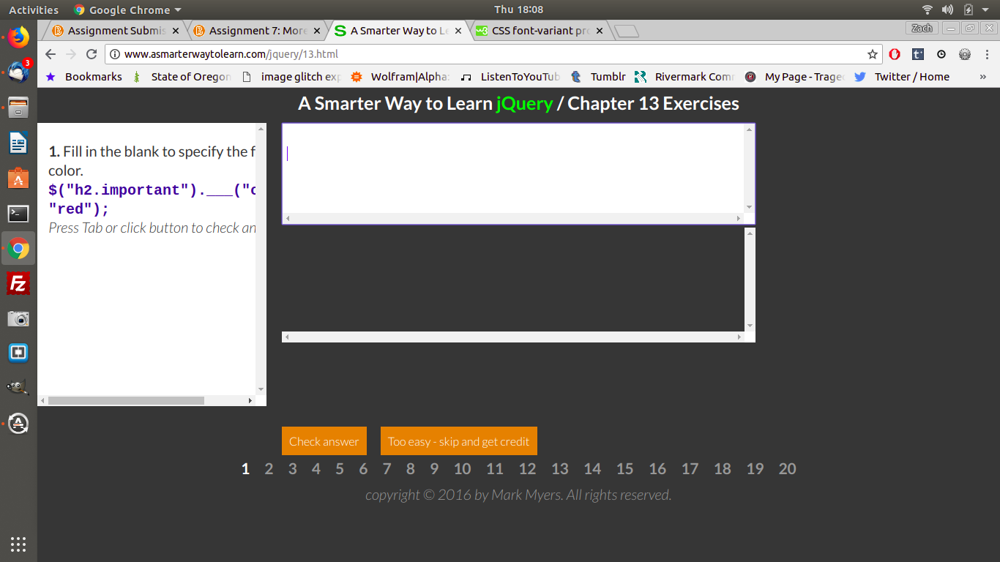 Activities Google Chrome Thu 18:08
Assignment Submis Assignment 7: More A Smarter Way to Le CSS font-variant pro Zach
www.asmarterwaytolearn.com/jquery/13.html
Bookmarks State of Oregon image glitch exp Wolfram|Alpha: ListenToYouTub Tumblr Rivermark Com My Page - Trage Twitter / Home »
A Smarter Way to Learn jQuery / Chapter 13 Exercises
1. Fill in the blank to specify the f
color.
$("h2.important").___("c
"red");
Press Tab or click button to check an
Check answer Too easy - skip and get credit
1 2 3 4 5 6 7 8 9 10 11 12 13 14 15 16 17 18 19 20
copyright © 2016 by Mark Myers. All rights reserved.
3
Fz